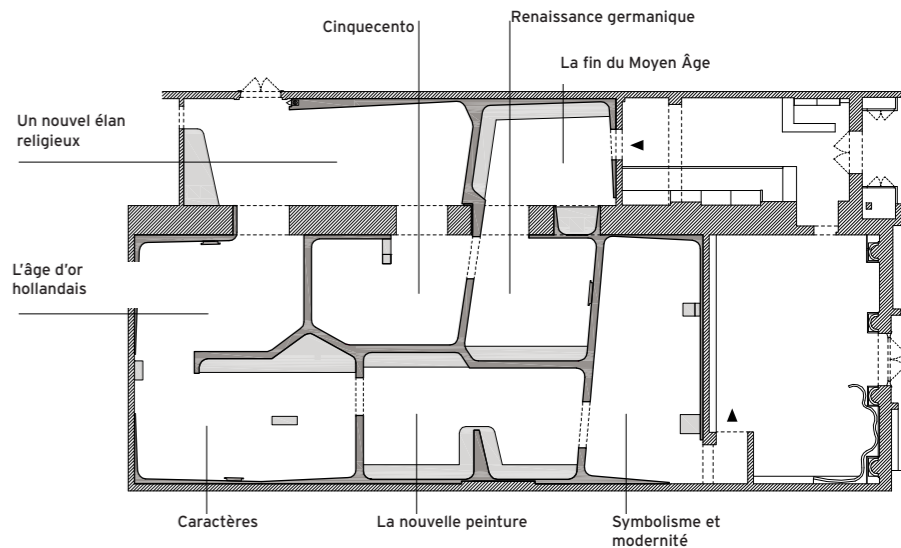 Renaissance germanique
Cinquecento
La fin du Moyen Âge
Un nouvel élan
religieux
L'âge d'or
hollandais
Caractères
La nouvelle peinture
Symbolisme et
modernité